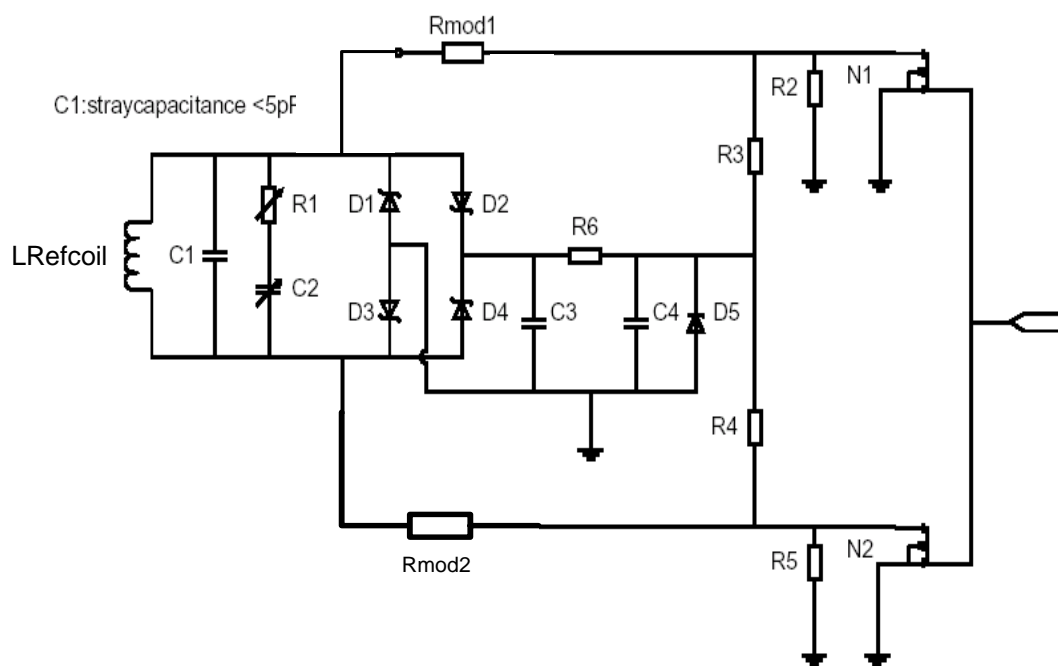 Rmod1
R2
N1
C1:straycapacitance <5pF
R3
R1
D1
D2
R6
LRefcoil
C1
C2
D3
D4
C3
C4
D5
R4
Rmod2
R5
N2